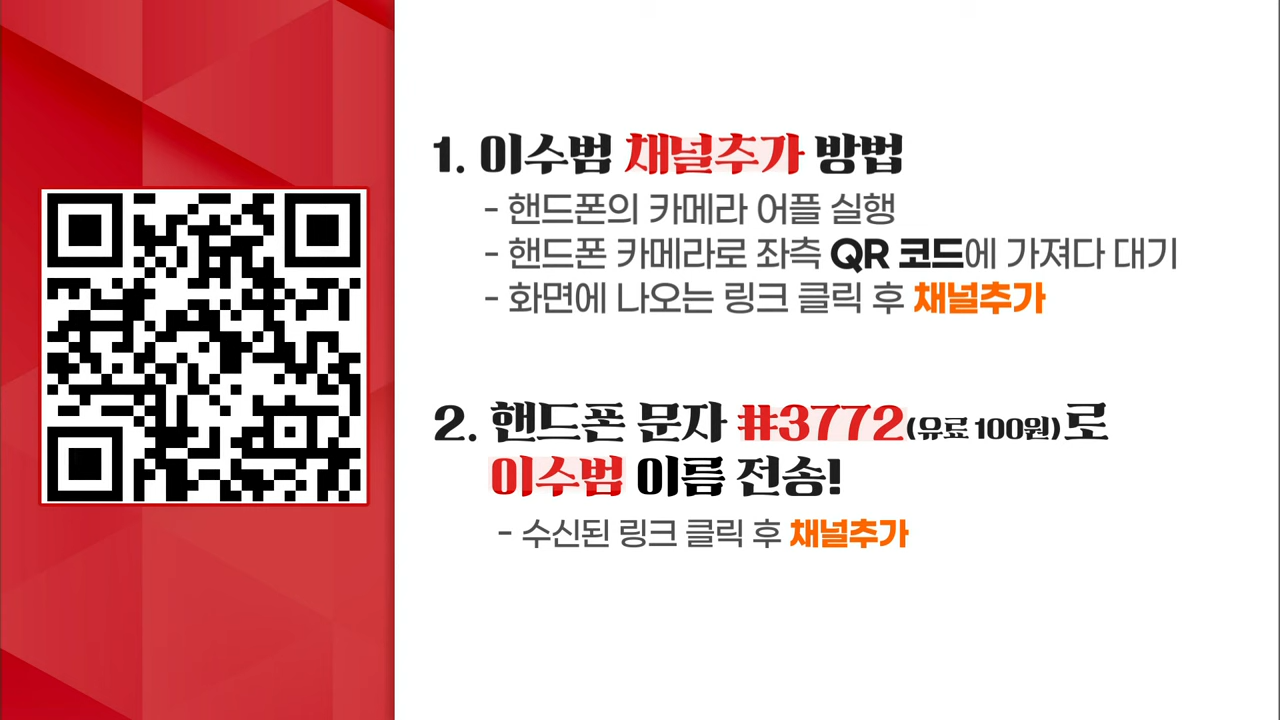 1. 이수범 채널추가 방법
- 핸드폰의 카메라 어플 실행
- 핸드폰 카메라로 좌측 QR 코드에 가져다 대기
- 화면에 나오는 링크 클릭 후 채널추가
2. 핸드폰 문자 #3772(유료 100원)로
이수범 이름 전송!
- 수신된 링크 클릭 후 채널추가